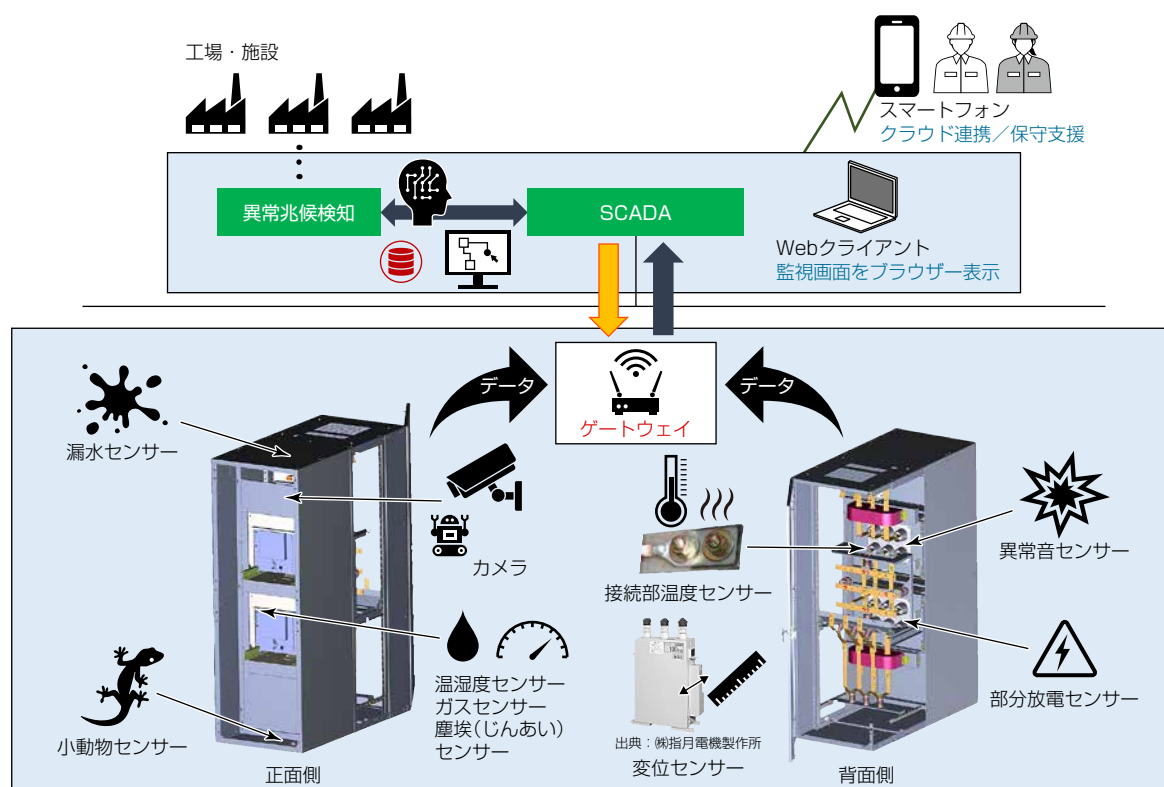 工場・施設
スマートフォン
クラウド連携／保守支援
異常兆候検知
SCADA
Webクライアント
監視画面をブラウザー表示
データ
データ
ゲートウェイ
漏水センサー
カメラ
接続部温度センサー
異常音センサー
温湿度センサー
ガスセンサー
塵埃（じんあい）
センサー
小動物センサー
部分放電センサー
出典：㈱指月電機製作所
変位センサー
正面側
背面側